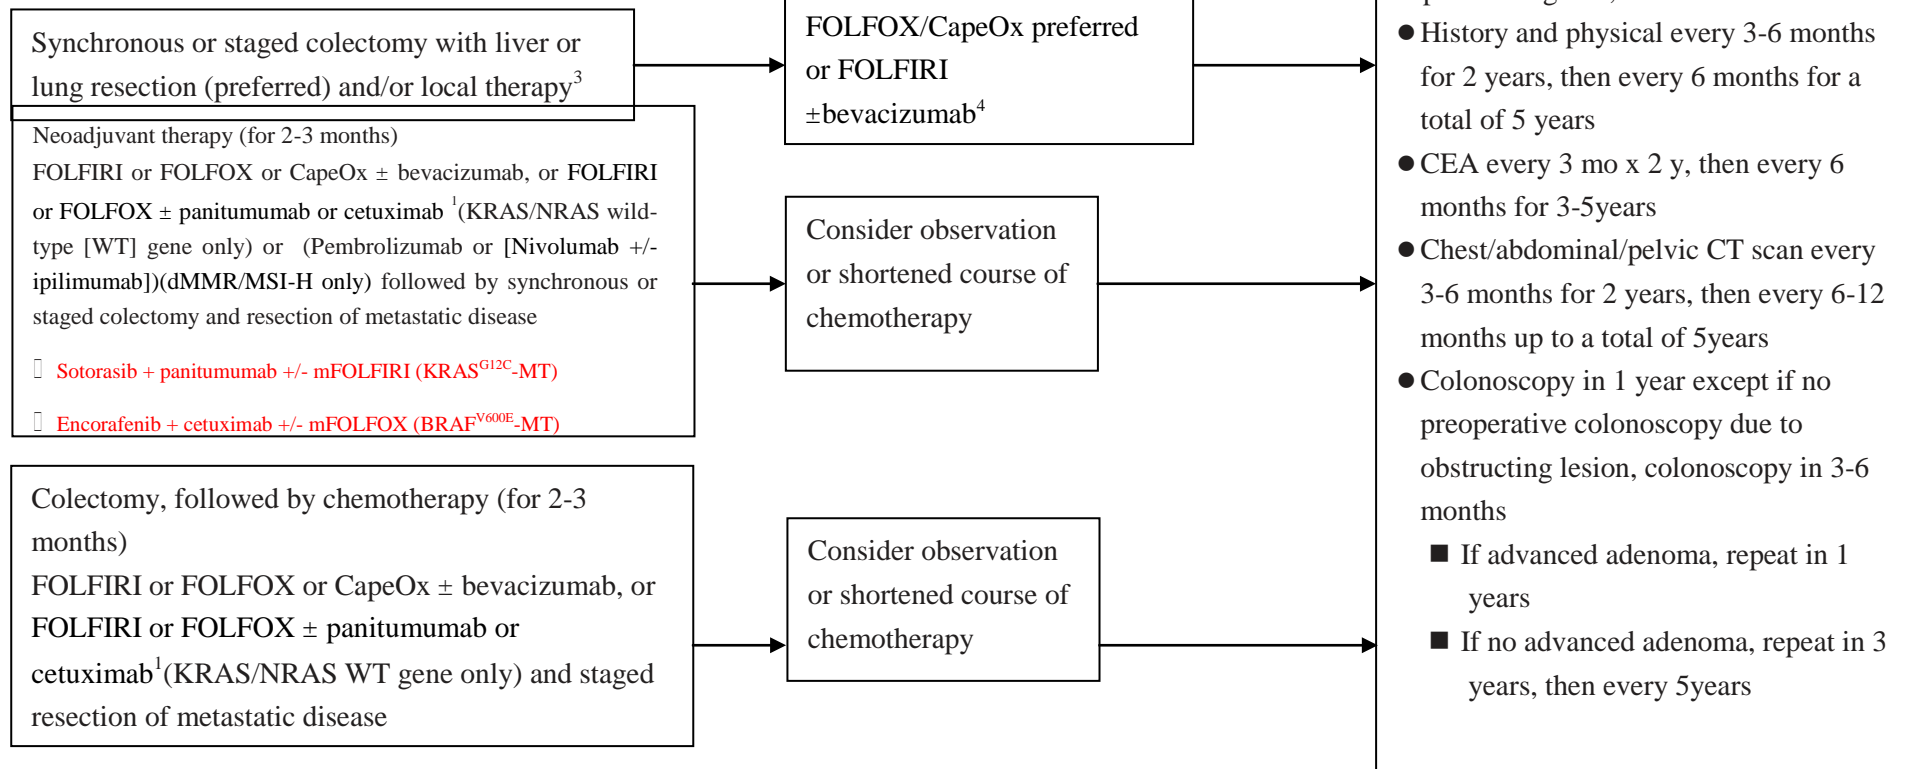 Synchronous or staged colectomy with liver or
lung resection (preferred) and/or local therapy3
Neoadjuvant therapy (for 2-3 months)
FOLFIRI or FOLFOX or CapeOx ± bevacizumab, or FOLFIRI
or FOLFOX ± panitumumab or cetuximab 1(KRAS/NRAS wild-
type [WT] gene only) or (Pembrolizumab or [Nivolumab +/-
ipilimumab])(dMMR/MSI-H only) followed by synchronous or
staged colectomy and resection of metastatic disease
Sotorasib + panitumumab +/- mFOLFIRI (KRASG12C-MT)
Encorafenib + cetuximab +/- mFOLFOX (BRAFV600E-MT)
Colectomy, followed by chemotherapy (for 2-3
months)
FOLFIRI or FOLFOX or CapeOx ± bevacizumab, or
FOLFIRI or FOLFOX ± panitumumab or
cetuximab1(KRAS/NRAS WT gene only) and staged
resection of metastatic disease
FOLFOX/CapeOx preferred
or FOLFIRI
±bevacizumab4
Consider observation
or shortened course of
chemotherapy
Consider observation
or shortened course of
chemotherapy
● History and physical every 3-6 months
for 2 years, then every 6 months for a
total of 5 years
● CEA every 3 mo x 2 y, then every 6
months for 3-5years
● Chest/abdominal/pelvic CT scan every
3-6 months for 2 years, then every 6-12
months up to a total of 5years
● Colonoscopy in 1 year except if no
preoperative colonoscopy due to
obstructing lesion, colonoscopy in 3-6
months
■ If advanced adenoma, repeat in 1
years
■ If no advanced adenoma, repeat in 3
years, then every 5years